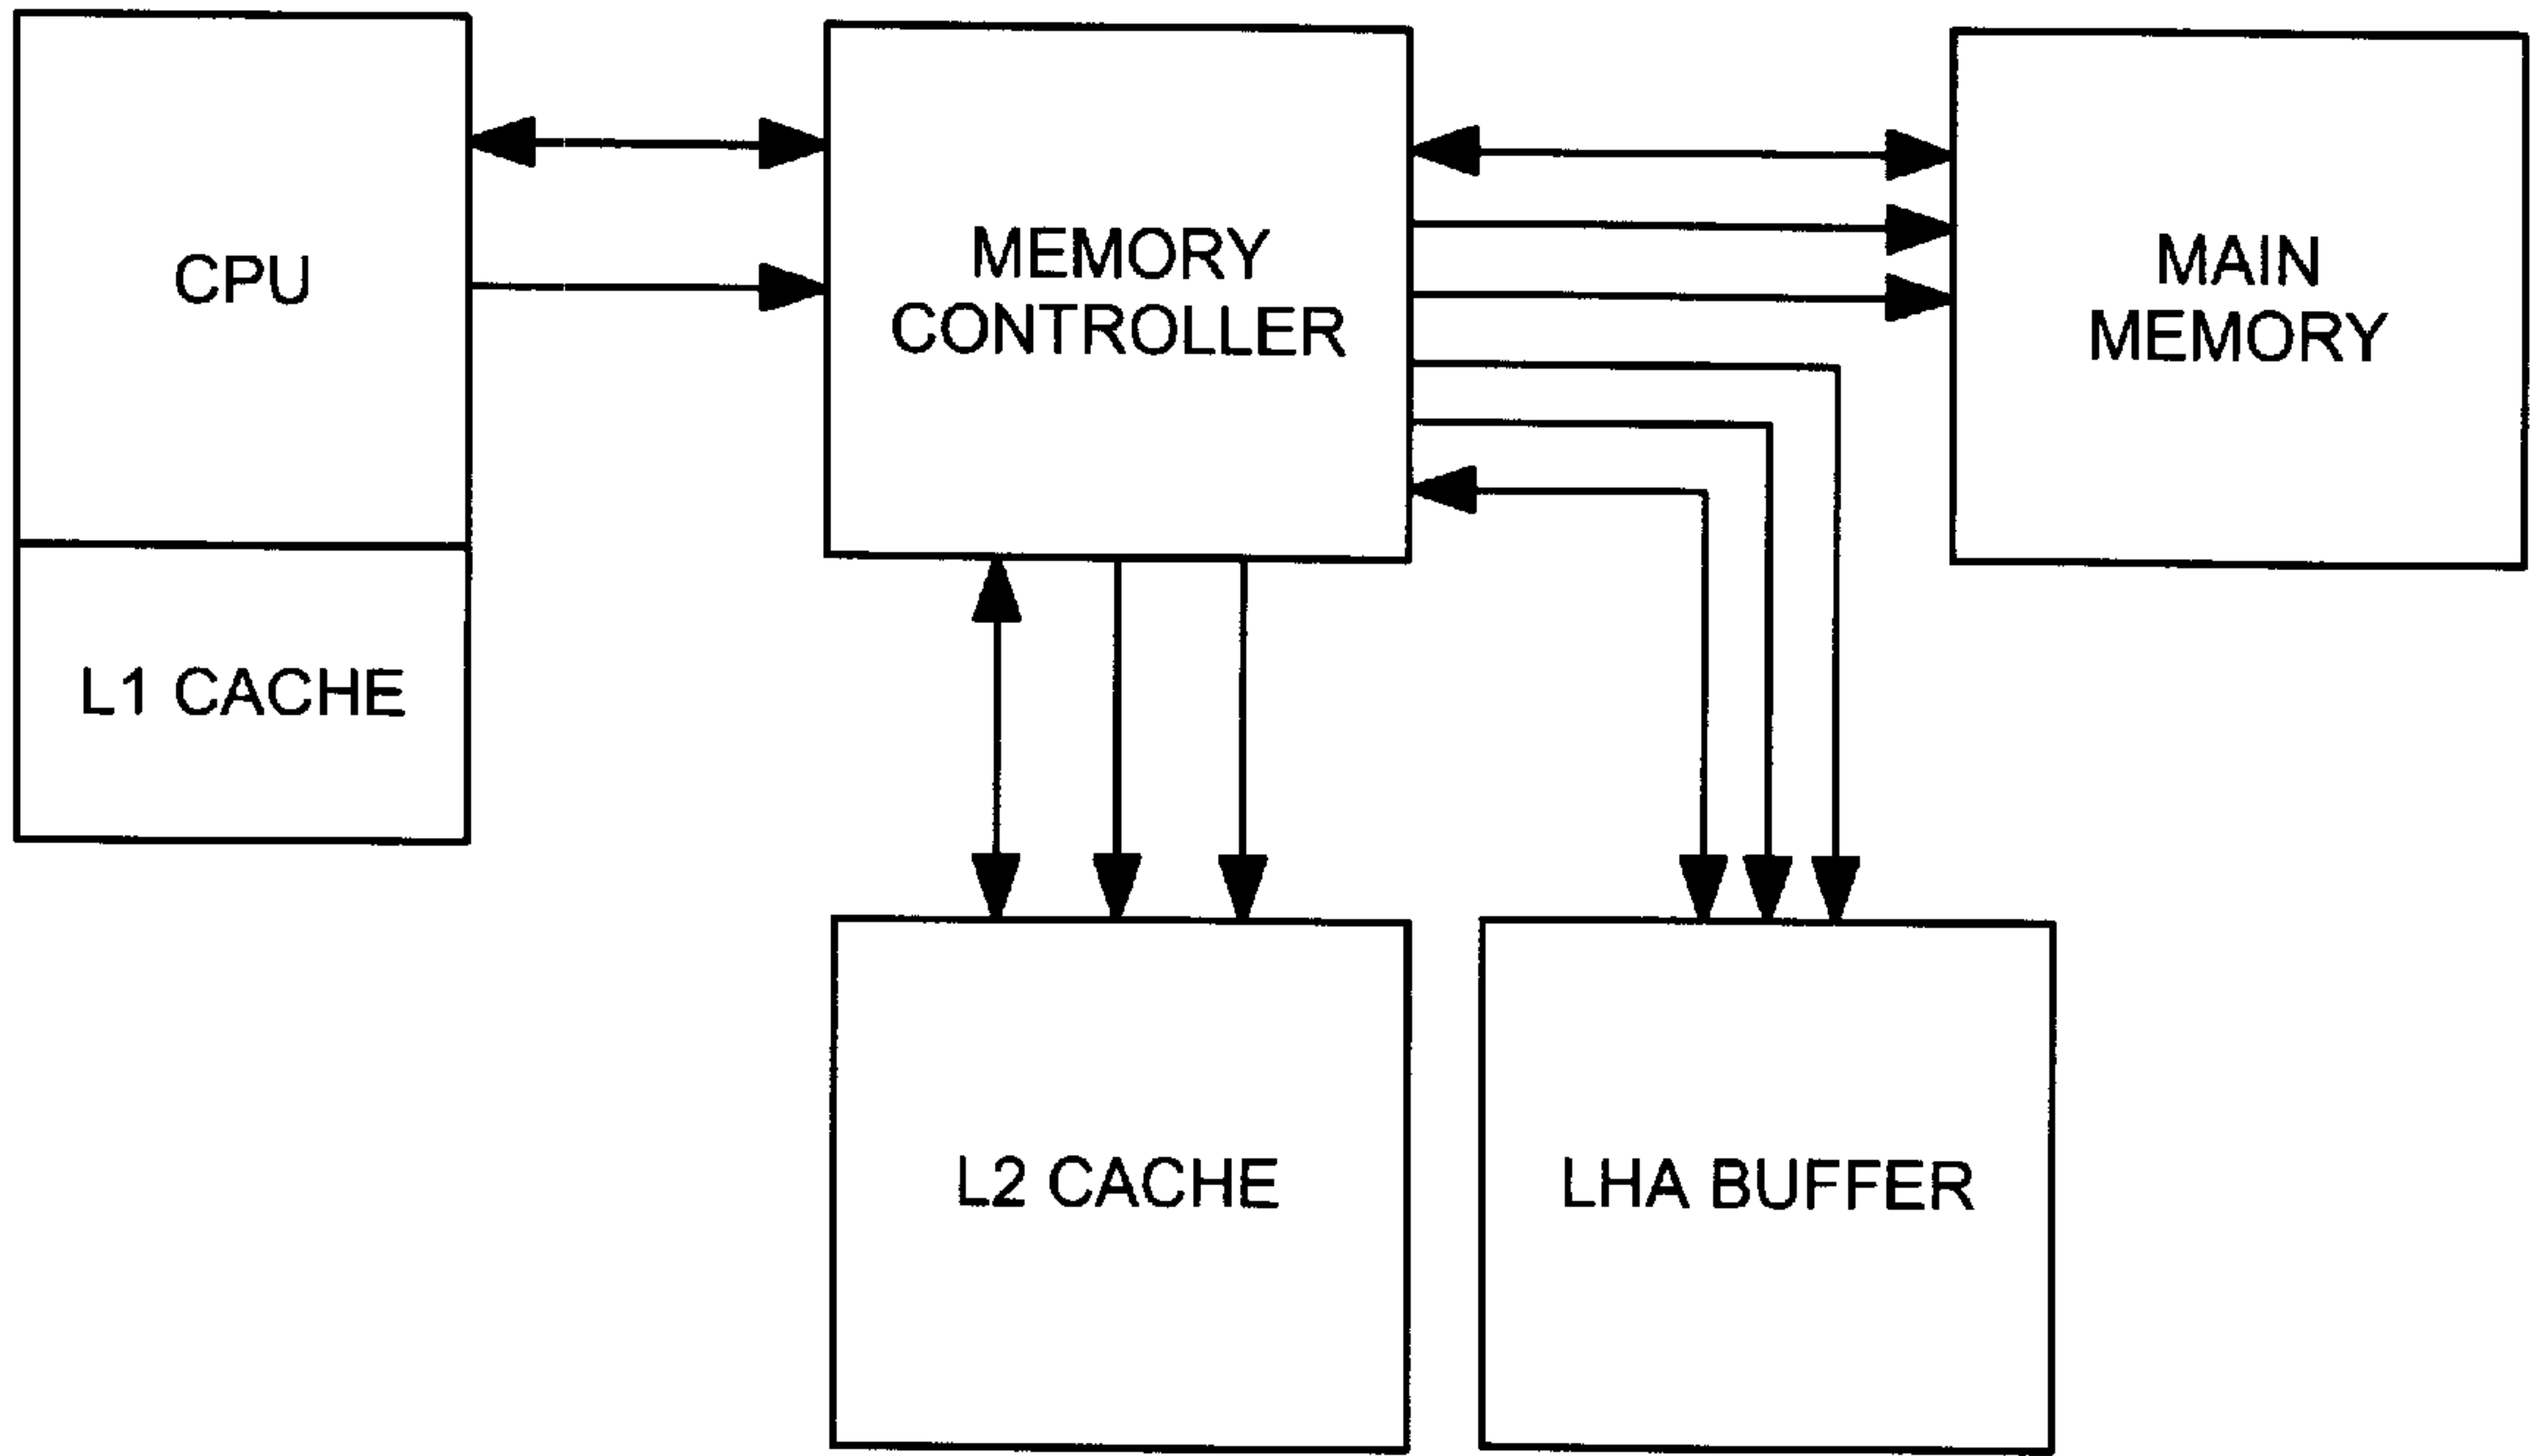 CPU
MEMORY
CONTROLLER
MAIN
MEMORY
L1 CACHE
L2 CACHE
LHA BUFFER